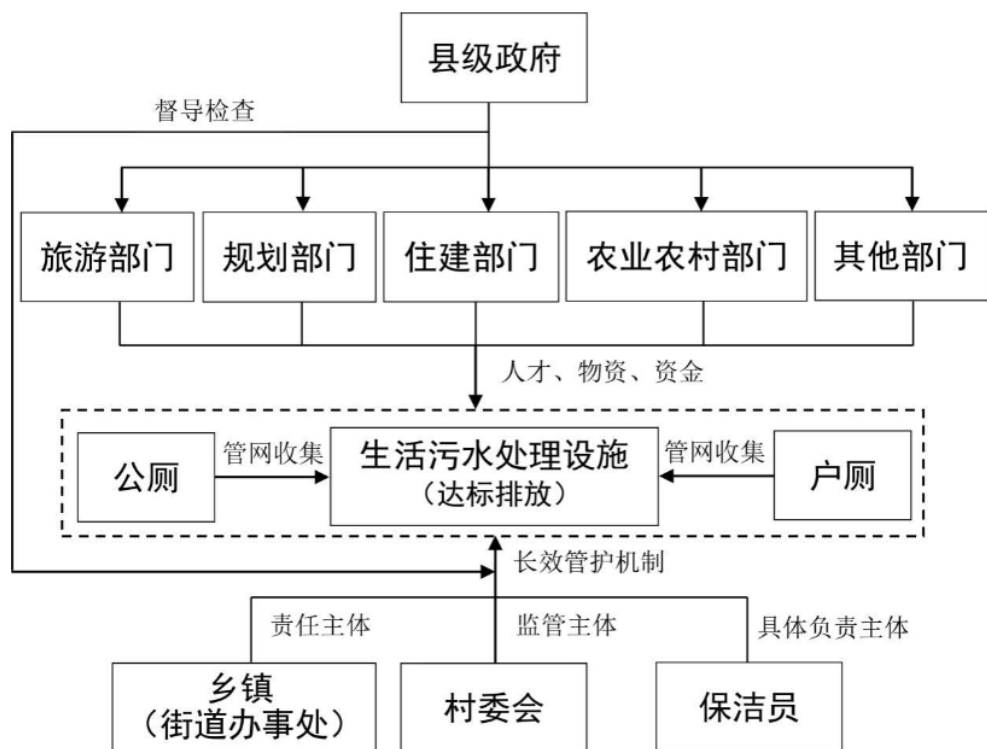 县级政府
督导检查
旅游部门
规划部门
住建部门
农业农村部门
其他部门
人才、物资、资金
公厕
管网收集
生活污水处理设施
（达标排放）
管网收集
户厕
长效管护机制
责任主体
监管主体
具体负责主体
乡镇
（街道办事处）
村委会
保洁员